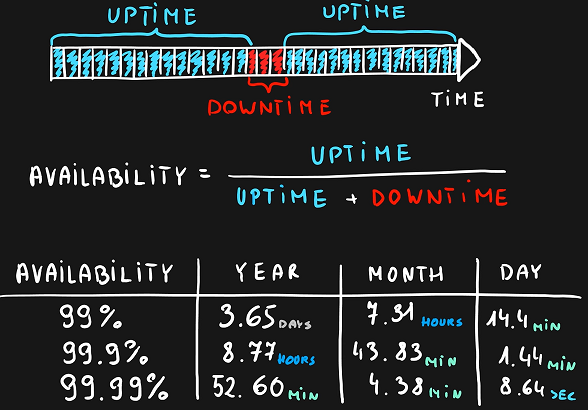 UPTiME UPTiME
DOWNTiME TiME
AVAiLABiLiTY = UPTiME
UPTiME + DOWNTiME
AVAiLABiLiTY YEAR MONTH DAY
99% 3.65 DAYS 7.31 HOURS 14.4 MiN
99.9% 8.77 HOURS 43.83 MiN 1.44 MiN
99.99% 52.60 MiN 4.38 MiN 8.64 SEC